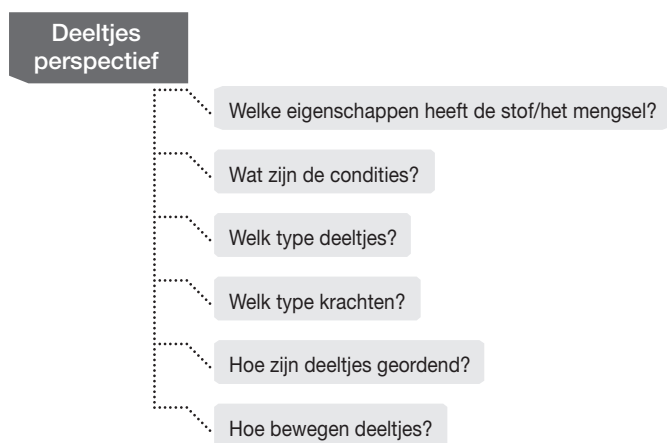 Deeltjes
perspectief
Welke eigenschappen heeft de stof/het mengsel?
Wat zijn de condities?
Welk type deeltjes?
Welk type krachten?
Hoe zijn deeltjes geordend?
Hoe bewegen deeltjes?